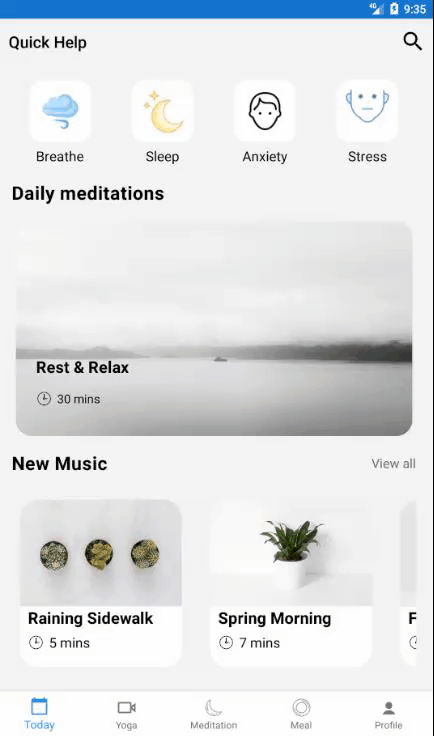 4G 9:35
Quick Help
Breathe Sleep Anxiety Stress
Daily meditations
Rest & Relax
30 mins
New Music View all
Raining Sidewalk Spring Morning F
5 mins 7 mins
Today Yoga Meditation Meal Profile